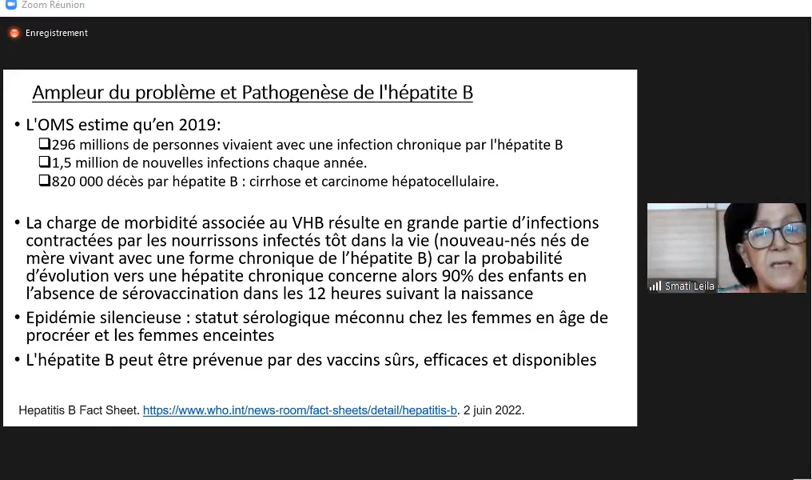 Zoom Réunion
Enregistrement
Ampleur du problème et Pathogenèse de l'hépatite B
• L'OMS estime qu'en 2019:
❑296 millions de personnes vivaient avec une infection chronique par l'hépatite B
❑1,5 million de nouvelles infections chaque année.
❑820 000 décès par hépatite B : cirrhose et carcinome hépatocellulaire.
• La charge de morbidité associée au VHB résulte en grande partie d'infections
contractées par les nourrissons infectés tôt dans la vie (nouveau-nés nés de
mère vivant avec une forme chronique de l'hépatite B) car la probabilité
d'évolution vers une hépatite chronique concerne alors 90% des enfants en
l'absence de sérovaccination dans les 12 heures suivant la naissance
• Epidémie silencieuse : statut sérologique méconnu chez les femmes en âge de
procréer et les femmes enceintes
• L'hépatite B peut être prévenue par des vaccins sûrs, efficaces et disponibles
Hepatitis B Fact Sheet. https://www.who.int/news-room/fact-sheets/detail/hepatitis-b. 2 juin 2022.
Smati Leila